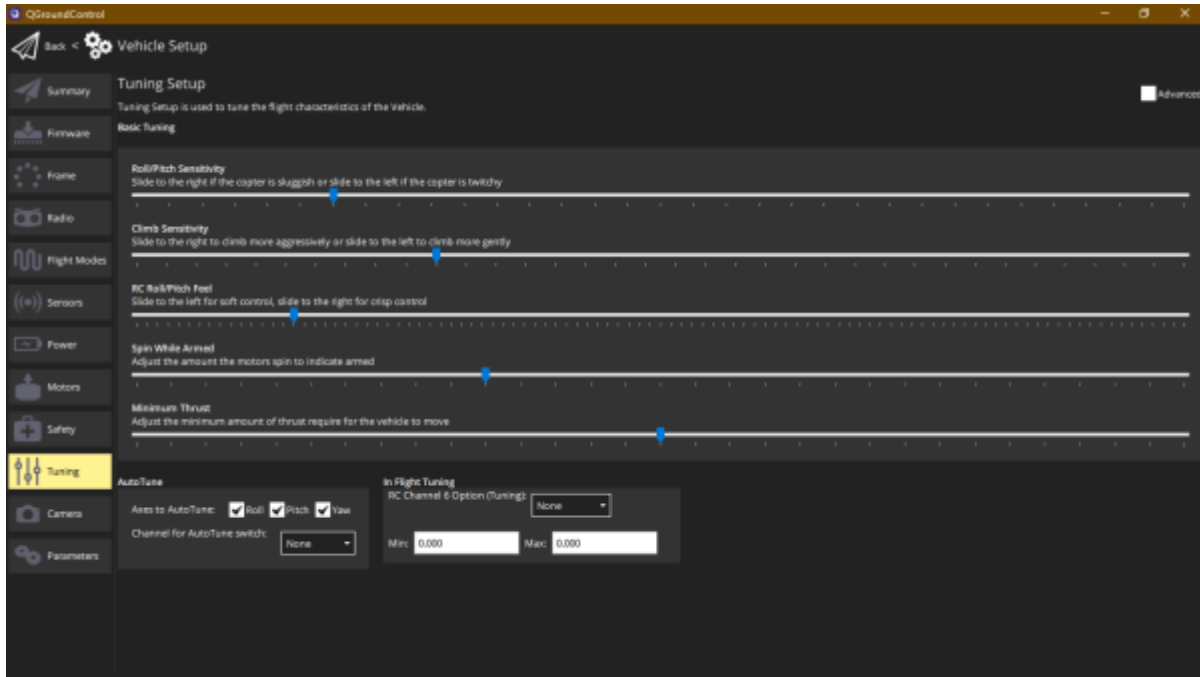 QGroundControl
Back < Vehicle Setup
Summary
Firmware
Frame
Radio
Flight Modes
Sensors
Power
Motors
Safety
Tuning
Camera
Parameters
Tuning Setup
Tuning Setup is used to tune the flight characteristics of the Vehicle.
Advanced
Basic Tuning
Roll/Pitch Sensitivity
Slide to the right if the copter is sluggish or slide to the left if the copter is twitchy
Climb Sensitivity
Slide to the right to climb more aggressively or slide to the left to climb more gently
RC Roll/Pitch Feel
Slide to the left for soft control, slide to the right for crisp control
Spin While Armed
Adjust the amount the motors spin to indicate armed
Minimum Thrust
Adjust the minimum amount of thrust require for the vehicle to move
AutoTune
Axes to AutoTune: Roll Pitch Yaw
Channel for AutoTune switch: None
In Flight Tuning
RC Channel 6 Option (Tuning): None
Min: 0.000 Max: 0.000